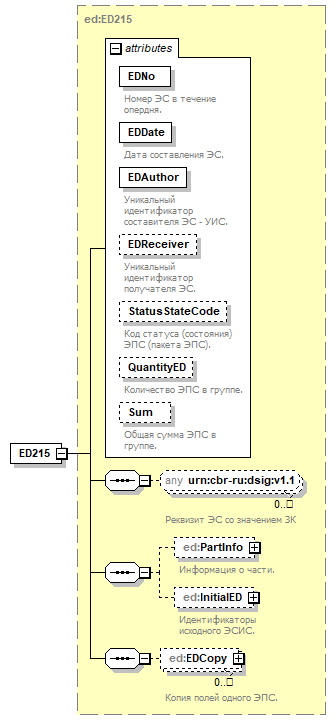 ed:ED215
attributes
EDNo
Номер ЭС в течение
опердня.
EDDate
Дата составления ЭС.
EDAuthor
Уникальный
идентификатор
составителя ЭС - УИС.
EDReceiver
Уникальный
идентификатор
получателя ЭС.
StatusStateCode
Код статуса (состояния)
ЭПС (пакета ЭПС).
QuantityED
Количество ЭПС в группе.
Sum
Общая сумма ЭПС в
группе.
ED215
any urn:cbr-ru:dsig:v1.1
0..
Реквизит ЭС со значением ЗК
ed:PartInfo
Информация о части.
ed:InitialED
Идентификаторы
исходного ЭСИС.
ed:EDCopy
0..
Копия полей одного ЭПС.